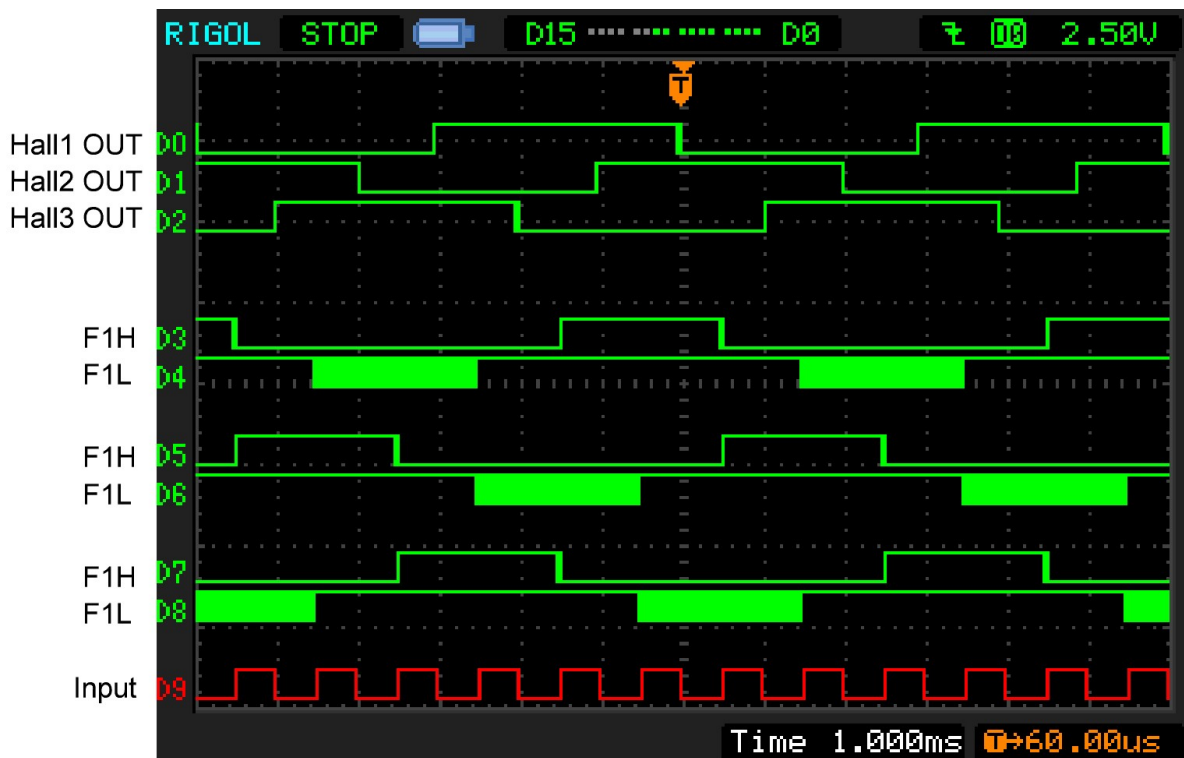 RIGOL STOP D15 D0 D0 2.50V
T
Hall1 OUT D0
Hall2 OUT D1
Hall3 OUT D2
F1H D3
F1L D4
F1H D5
F1L D6
F1H D7
F1L D8
Input D9
Time 1.000ms T→60.00us